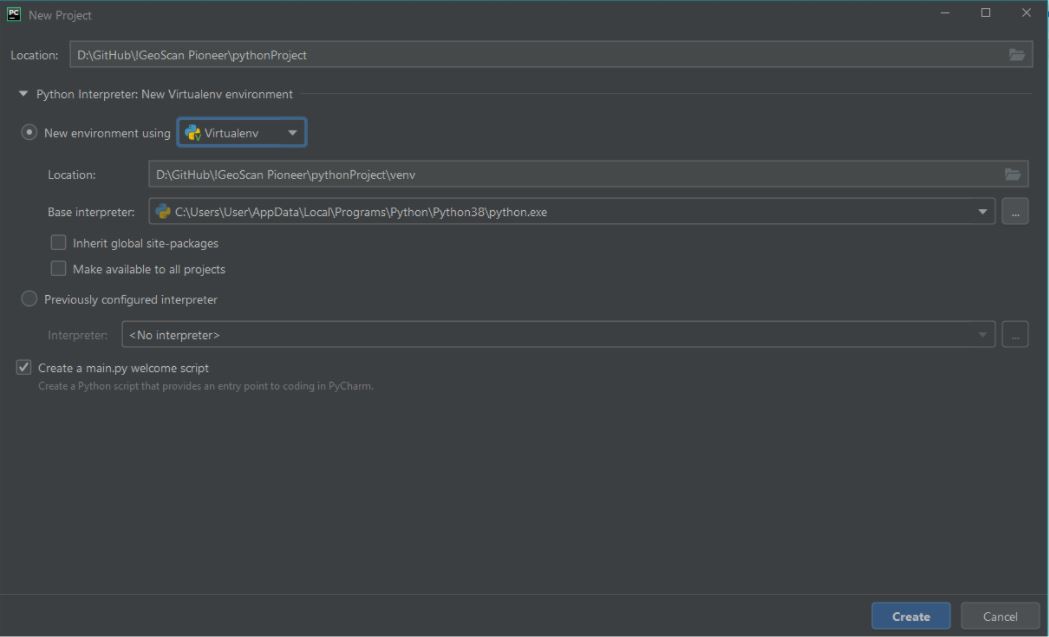 PC New Project
Location: D:\GitHub\!GeoScan Pioneer\pythonProject
Python Interpreter: New Virtualenv environment
New environment using Virtualenv
Location: D:\GitHub\!GeoScan Pioneer\pythonProject\venv
Base interpreter: C:\Users\User\AppData\Local\Programs\Python\Python38\python.exe ...
Inherit global site-packages
Make available to all projects
Previously configured interpreter
Interpreter: <No interpreter> ...
Create a main.py welcome script
Create a Python script that provides an entry point to coding in PyCharm.
Create Cancel